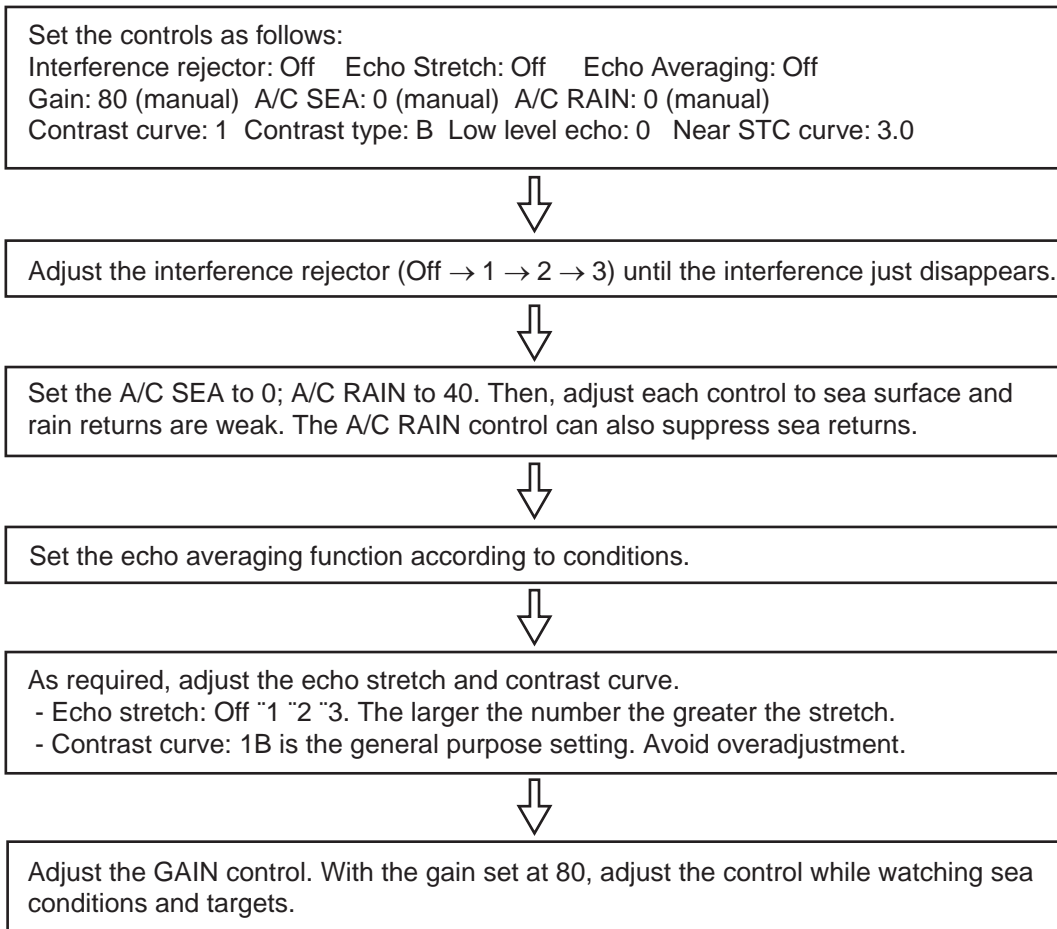 Set the controls as follows:
Interference rejector: Off Echo Stretch: Off Echo Averaging: Off
Gain: 80 (manual) A/C SEA: 0 (manual) A/C RAIN: 0 (manual)
Contrast curve: 1 Contrast type: B Low level echo: 0 Near STC curve: 3.0
Adjust the interference rejector (Off → 1 → 2 → 3) until the interference just disappears.
Set the A/C SEA to 0; A/C RAIN to 40. Then, adjust each control to sea surface and
rain returns are weak. The A/C RAIN control can also suppress sea returns.
Set the echo averaging function according to conditions.
As required, adjust the echo stretch and contrast curve.
- Echo stretch: Off ¨1 ¨2 ¨3. The larger the number the greater the stretch.
- Contrast curve: 1B is the general purpose setting. Avoid overadjustment.
Adjust the GAIN control. With the gain set at 80, adjust the control while watching sea
conditions and targets.